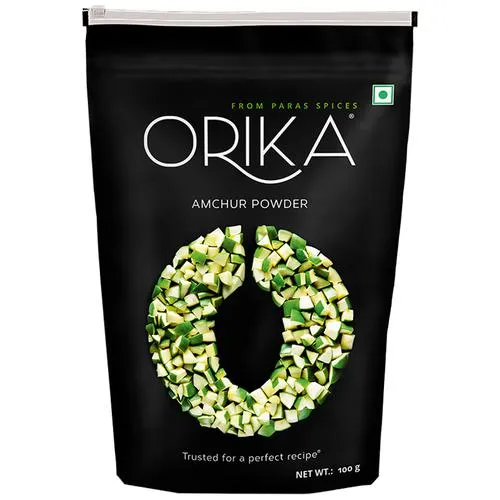 FROM PARAS SPICES
ORIKA®
AMCHUR POWDER
Trusted for a perfect recipe®
NET WT.: 100 g